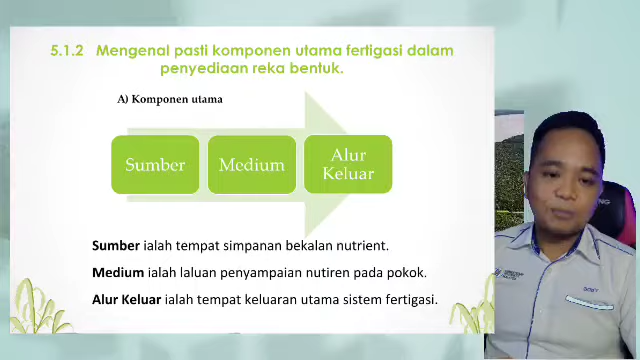 5.1.2 Mengenal pasti komponen utama fertigasi dalam
penyediaan reka bentuk.
A) Komponen utama
Sumber
Medium
Alur
Keluar
Sumber ialah tempat simpanan bekalan nutrient.
Medium ialah laluan penyampaian nutiren pada pokok.
Alur Keluar ialah tempat keluaran utama sistem fertigasi.